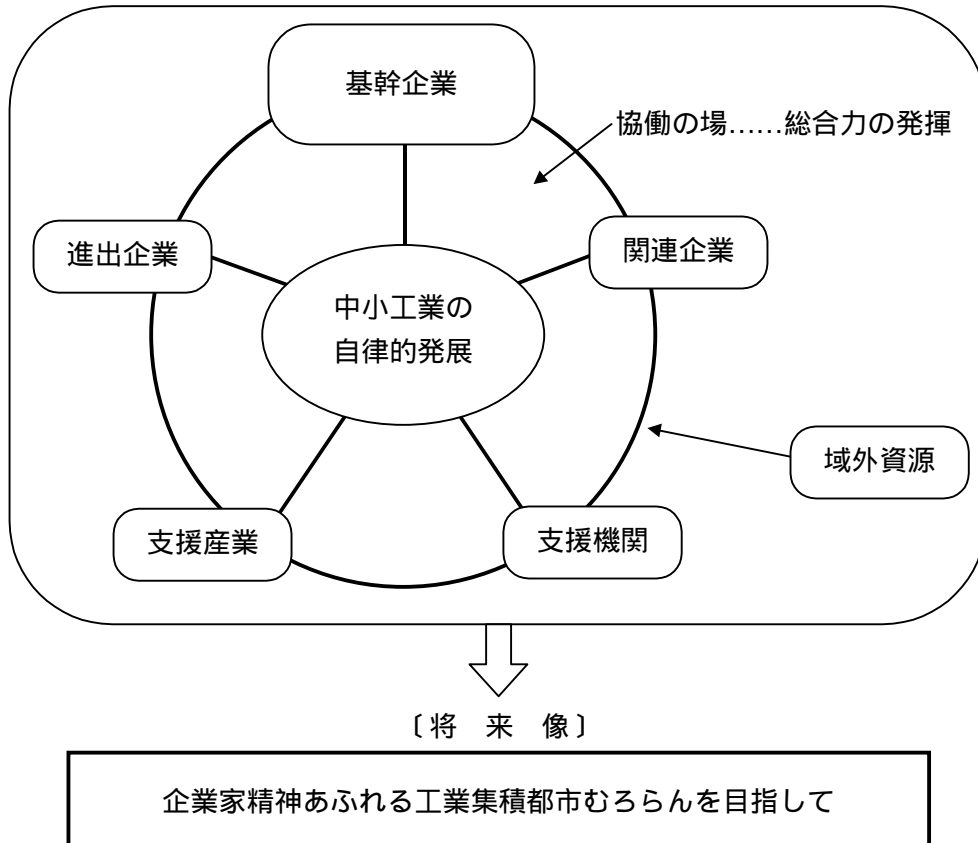 基幹企業
協働の場……総合力の発揮
進出企業
関連企業
中小工業の
自律的発展
域外資源
支援産業
支援機関
〔将　来　像〕
企業家精神あふれる工業集積都市むろらんを目指して